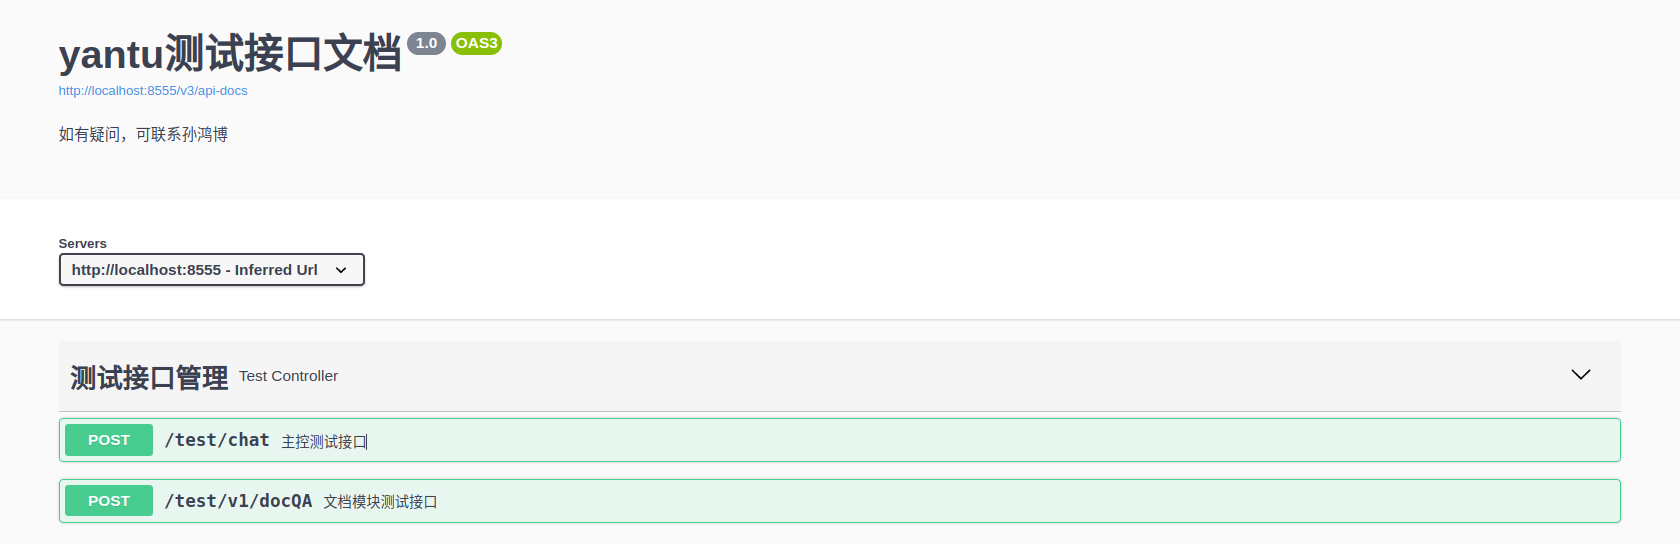 yantu测试接口文档 1.0 OAS3
http://localhost:8555/v3/api-docs
如有疑问，可联系孙鸿博
Servers
http://localhost:8555 - Inferred Url
测试接口管理 Test Controller
POST /test/chat 主控测试接口
POST /test/v1/docQA 文档模块测试接口